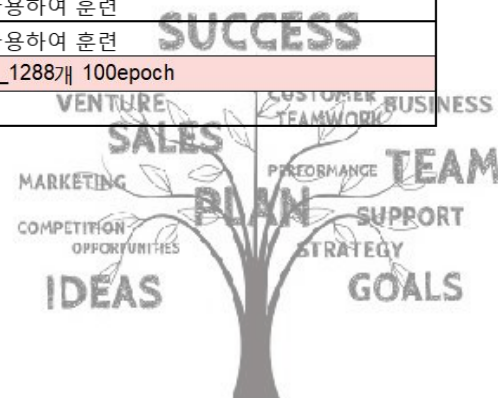 용하여 훈련
용하여 훈련
_1288개 100epoch
SUCCESS
VENTURE
CUSTOMER
BUSINESS
TEAMWORK
SALES
PERFORMANCE
TEAM
MARKETING
PLAN
SUPPORT
COMPETITION
OPPORTUNITIES
STRATEGY
IDEAS
GOALS